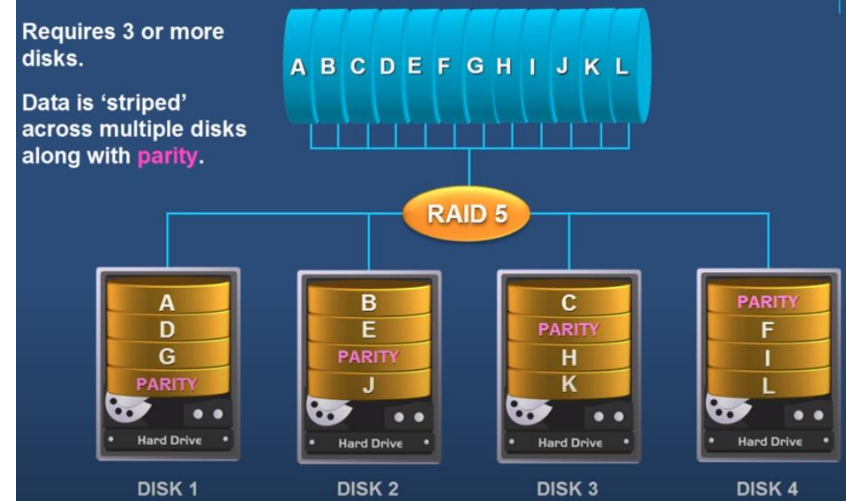 Requires 3 or more
disks.
Data is 'striped'
across multiple disks
along with parity.
A B C D E F G H I J K L
RAID 5
A
D
G
PARITY
Hard Drive
DISK 1
B
E
PARITY
J
Hard Drive
DISK 2
C
PARITY
H
K
Hard Drive
DISK 3
PARITY
F
I
L
Hard Drive
DISK 4